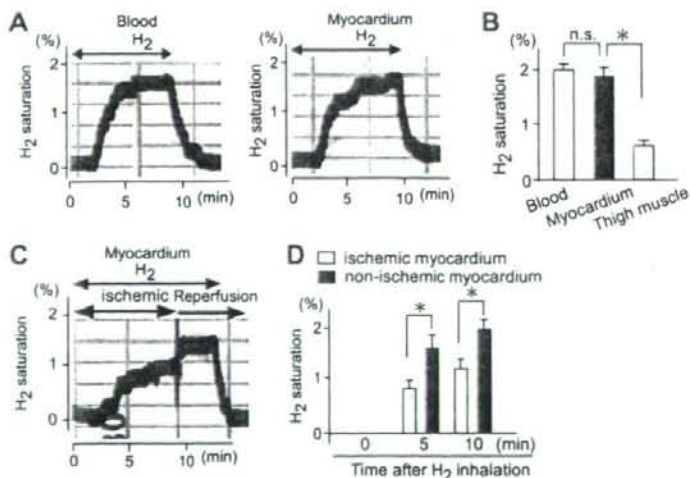 A
Blood
H2
(%)
2
1
0
H2 saturation
0 5 10 (min)
Myocardium
H2
(%)
2
1
0
H2 saturation
0 5 10 (min)
B
(%)
n.s. *
2
1
0
H2 saturation
Blood
Myocardium
Thigh muscle
C
Myocardium
H2
(%)
ischemic Reperfusion
2
1
0
H2 saturation
0 5 10 (min)
D
ischemic myocardium
non-ischemic myocardium
(%)
* *
2
1
0
H2 saturation
0 5 10 (min)
Time after H2 inhalation